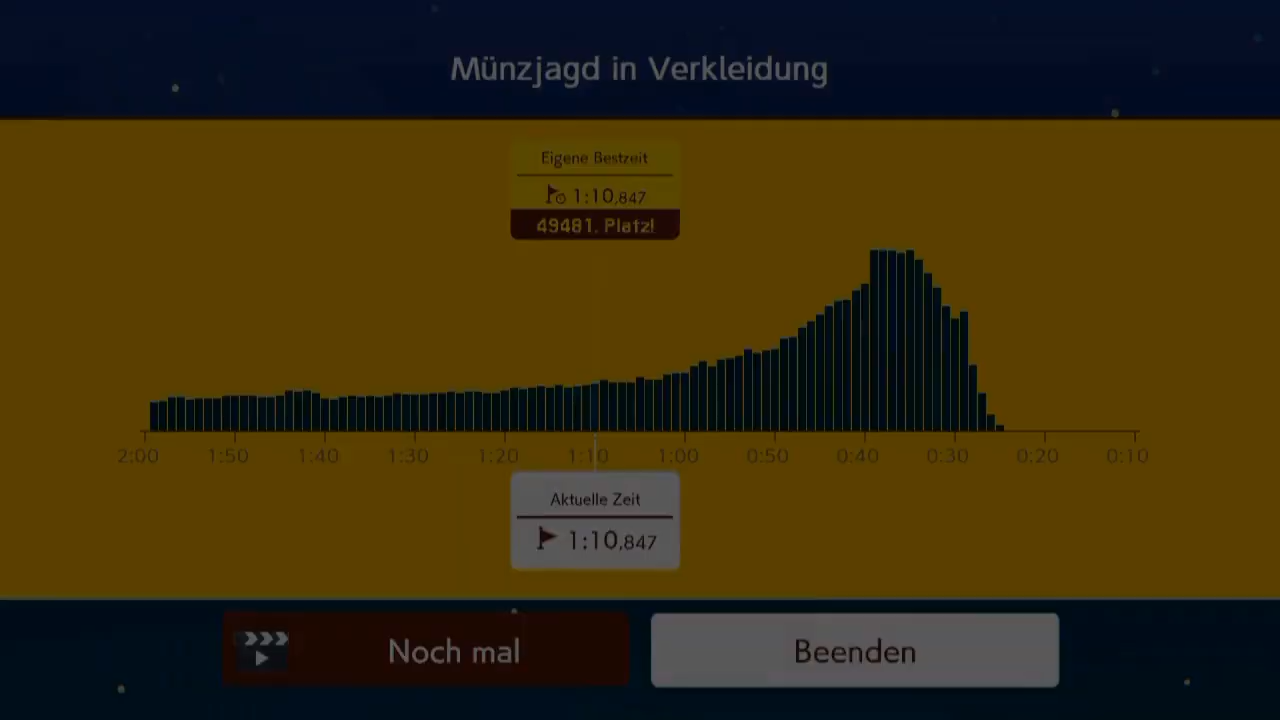 Münzjagd in Verkleidung
Eigene Bestzeit
1:10,847
49481. Platz!
2:00 1:50 1:40 1:30 1:20 1:10 1:00 0:50 0:40 0:30 0:20 0:10
Aktuelle Zeit
1:10,847
Noch mal
Beenden